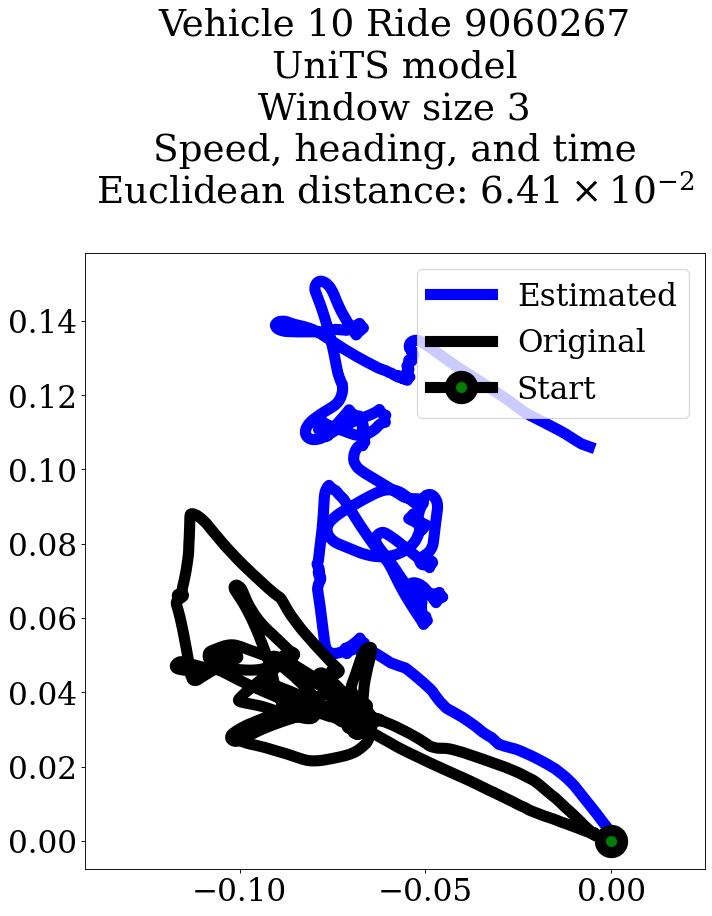 Vehicle 10 Ride 9060267
UniTS model
Window size 3
Speed, heading, and time
Euclidean distance: 6.41 × 10⁻²
Estimated
Original
Start
0.14
0.12
0.10
0.08
0.06
0.04
0.02
0.00
−0.10
−0.05
0.00